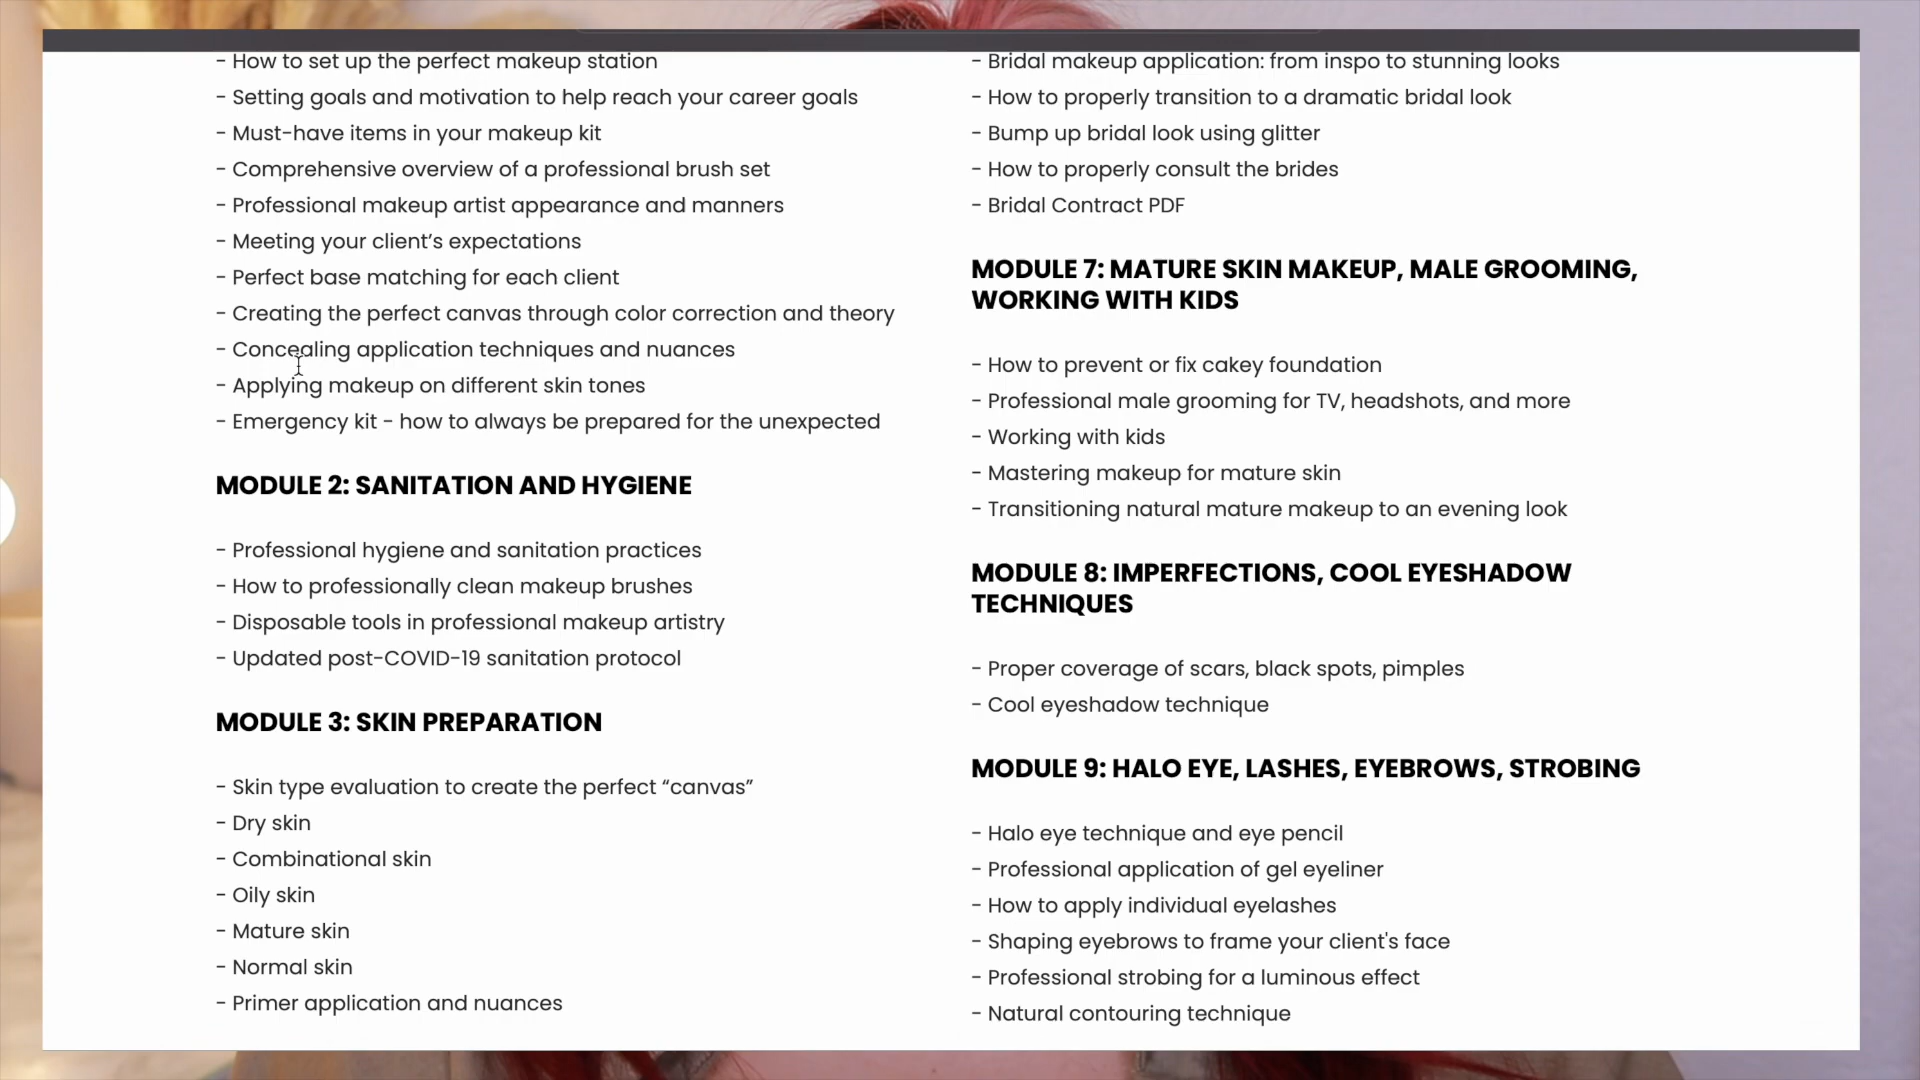 - How to set up the perfect makeup station
- Setting goals and motivation to help reach your career goals
- Must-have items in your makeup kit
- Comprehensive overview of a professional brush set
- Professional makeup artist appearance and manners
- Meeting your client’s expectations
- Perfect base matching for each client
- Creating the perfect canvas through color correction and theory
- Concealing application techniques and nuances
- Applying makeup on different skin tones
- Emergency kit - how to always be prepared for the unexpected
MODULE 2: SANITATION AND HYGIENE
- Professional hygiene and sanitation practices
- How to professionally clean makeup brushes
- Disposable tools in professional makeup artistry
- Updated post-COVID-19 sanitation protocol
MODULE 3: SKIN PREPARATION
- Skin type evaluation to create the perfect “canvas”
- Dry skin
- Combinational skin
- Oily skin
- Mature skin
- Normal skin
- Primer application and nuances
- Bridal makeup application: from inspo to stunning looks
- How to properly transition to a dramatic bridal look
- Bump up bridal look using glitter
- How to properly consult the brides
- Bridal Contract PDF
MODULE 7: MATURE SKIN MAKEUP, MALE GROOMING,
WORKING WITH KIDS
- How to prevent or fix cakey foundation
- Professional male grooming for TV, headshots, and more
- Working with kids
- Mastering makeup for mature skin
- Transitioning natural mature makeup to an evening look
MODULE 8: IMPERFECTIONS, COOL EYESHADOW
TECHNIQUES
- Proper coverage of scars, black spots, pimples
- Cool eyeshadow technique
MODULE 9: HALO EYE, LASHES, EYEBROWS, STROBING
- Halo eye technique and eye pencil
- Professional application of gel eyeliner
- How to apply individual eyelashes
- Shaping eyebrows to frame your client's face
- Professional strobing for a luminous effect
- Natural contouring technique